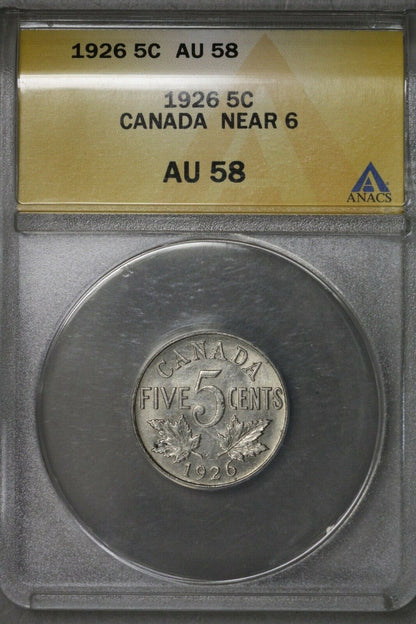 1926 5C AU 58
1926 5C
CANADA NEAR 6
AU 58
ANACS
CANADA
FIVE 5 CENTS
1926